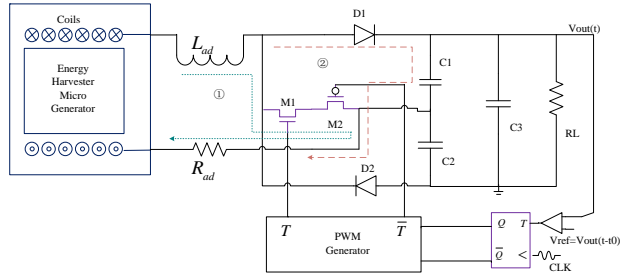 Coils
Energy
Harvester
Micro
Generator
L_ad
R_ad
①
②
D1
M1
M2
C1
C2
C3
RL
D2
Vout(t)
T
T̅
PWM
Generator
Q
T
Q̅
<
Vref=Vout(t-t0)
CLK